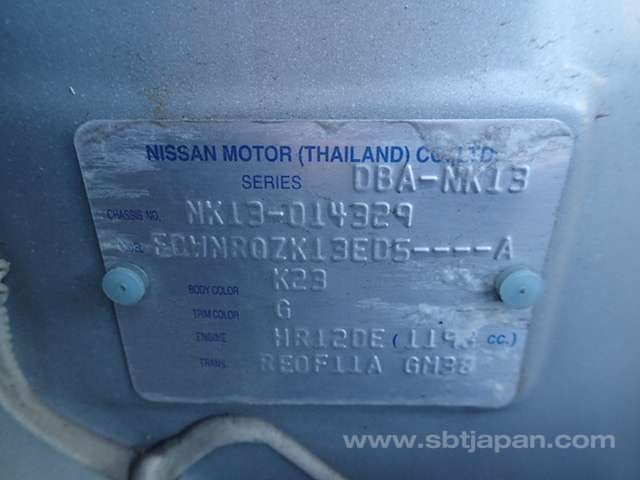 NISSAN MOTOR (THAILAND) CO., LTD.
SERIES DBA-NK13
CHASSIS NO. NK13-014329
BODY COLOR K23
TRIM COLOR G
ENGINE HR12DE ( CC.)
TRANS. RE0F11A GM38
www.sbtjapan.com